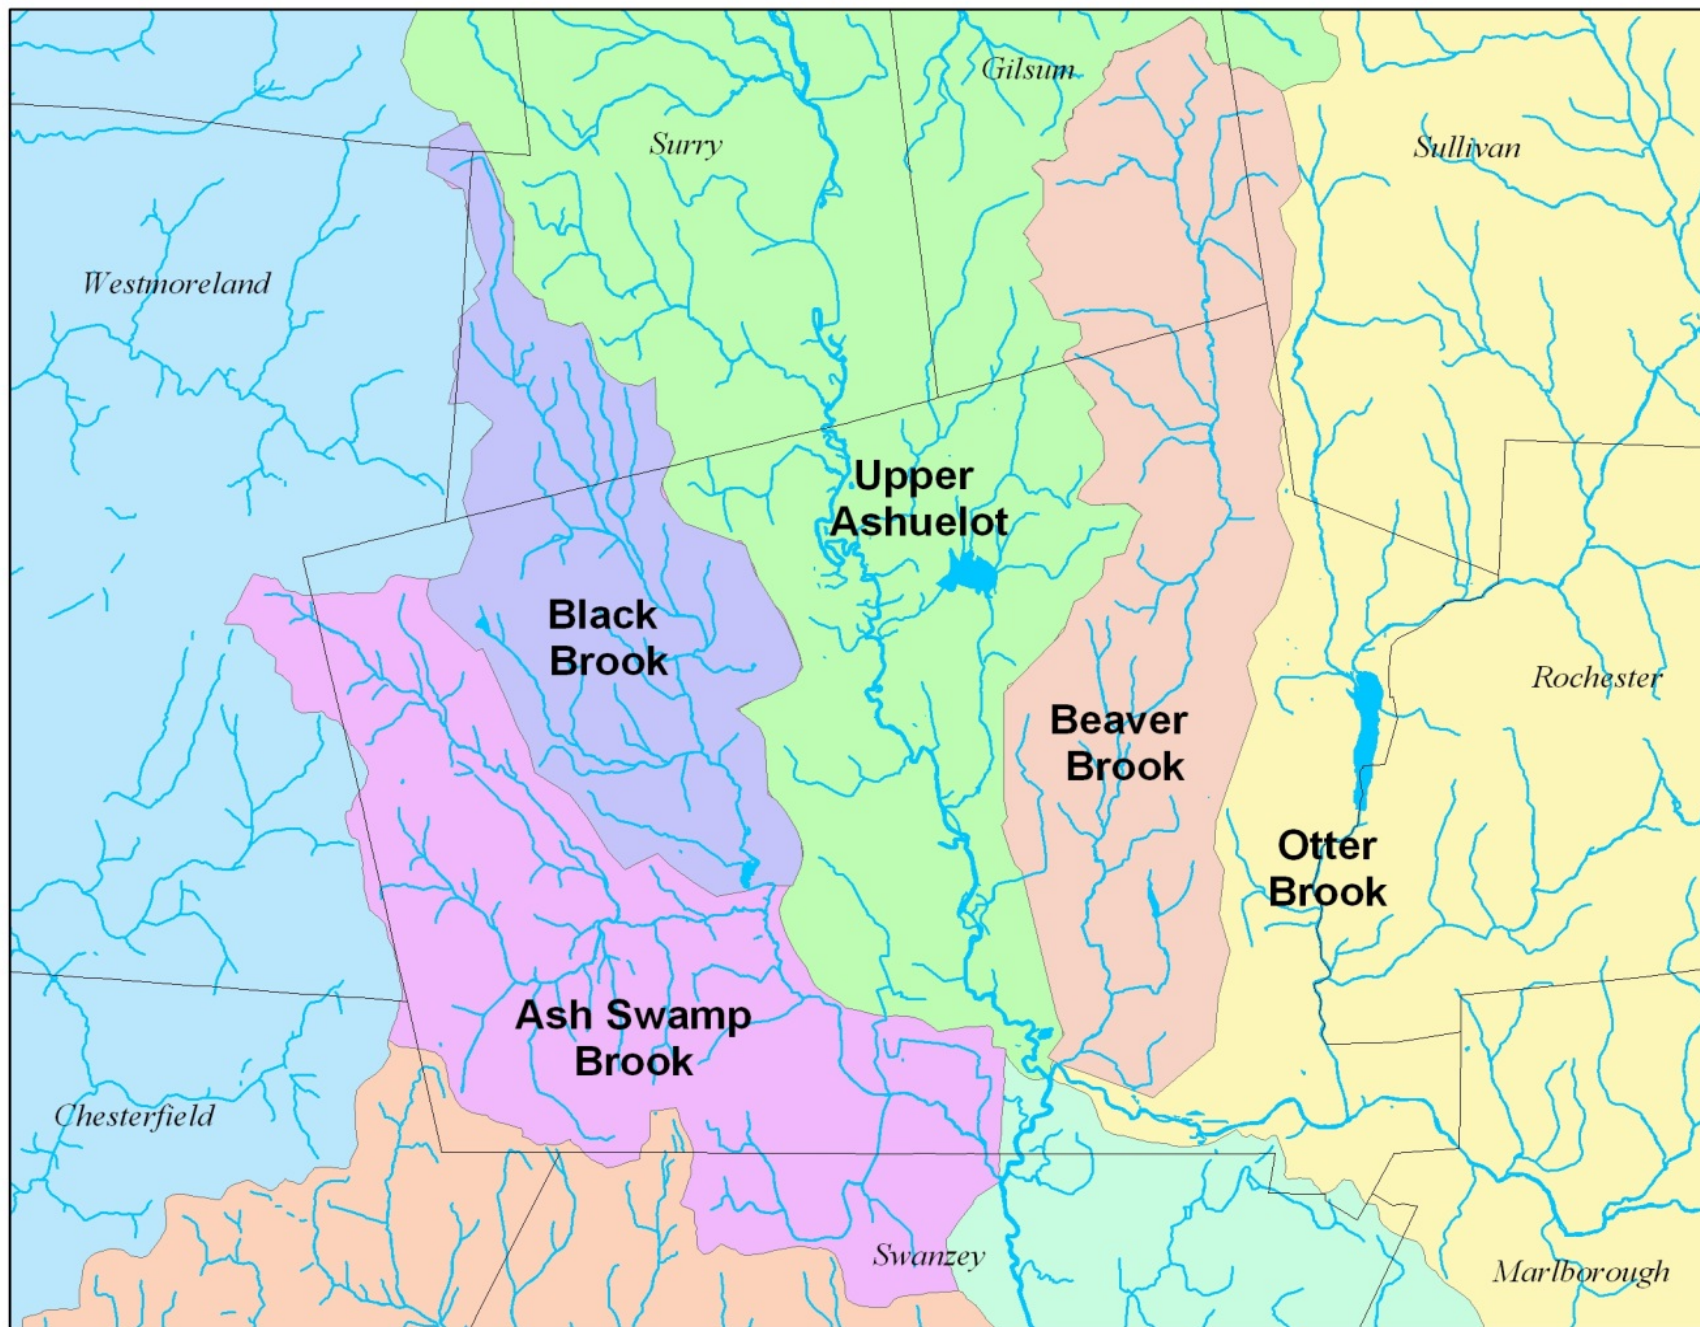 Gilsum
Surry
Sullivan
Westmoreland
Upper
Ashuelot
Black
Brook
Rochester
Beaver
Brook
Otter
Brook
Ash Swamp
Brook
Chesterfield
Swanzey
Marlborough